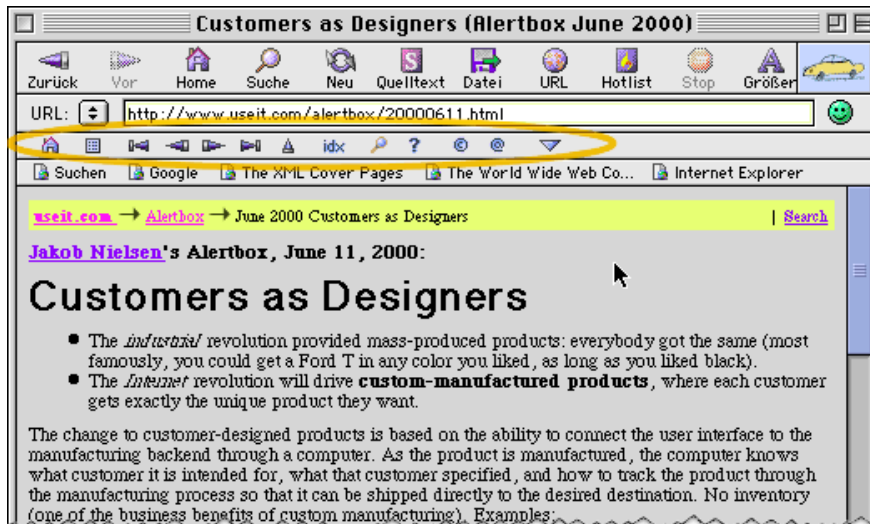 Customers as Designers (Alertbox June 2000)
Zurück Vor Home Suche Neu Quelltext Datei URL Hotlist Stop Größer
URL: http://www.useit.com/alertbox/20000611.html
idx ? © @
Suchen Google The XML Cover Pages The World Wide Web Co... Internet Explorer
useit.com → Alertbox → June 2000 Customers as Designers | Search
Jakob Nielsen's Alertbox, June 11, 2000:
Customers as Designers
● The industrial revolution provided mass-produced products: everybody got the same (most
famously, you could get a Ford T in any color you liked, as long as you liked black).
● The Internet revolution will drive custom-manufactured products, where each customer
gets exactly the unique product they want.
The change to customer-designed products is based on the ability to connect the user interface to the
manufacturing backend through a computer. As the product is manufactured, the computer knows
what customer it is intended for, what that customer specified, and how to track the product through
the manufacturing process so that it can be shipped directly to the desired destination. No inventory
(one of the business benefits of custom manufacturing). Examples: